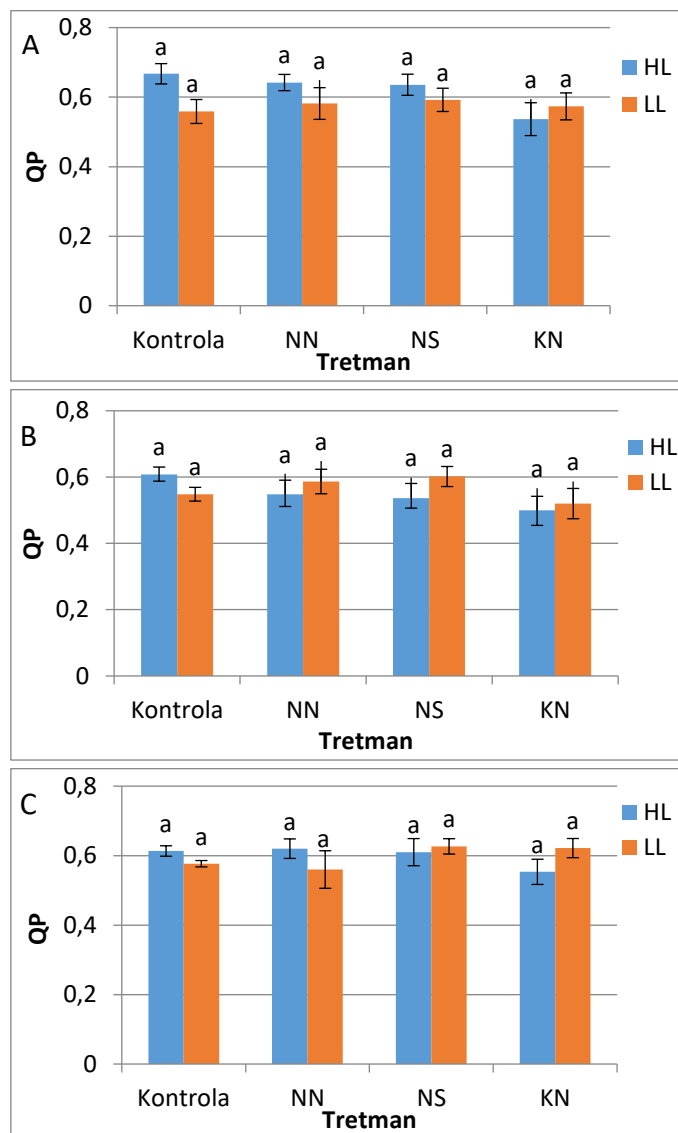 A
0,8
0,6
0,4
0,2
0
QP
a a a a a a a a
HL
LL
Kontrola NN NS KN
Tretman
B
0,8
0,6
0,4
0,2
0
QP
a a a a a a a a
HL
LL
Kontrola NN NS KN
Tretman
C
0,8
0,6
0,4
0,2
0
QP
a a a a a a a a
HL
LL
Kontrola NN NS KN
Tretman